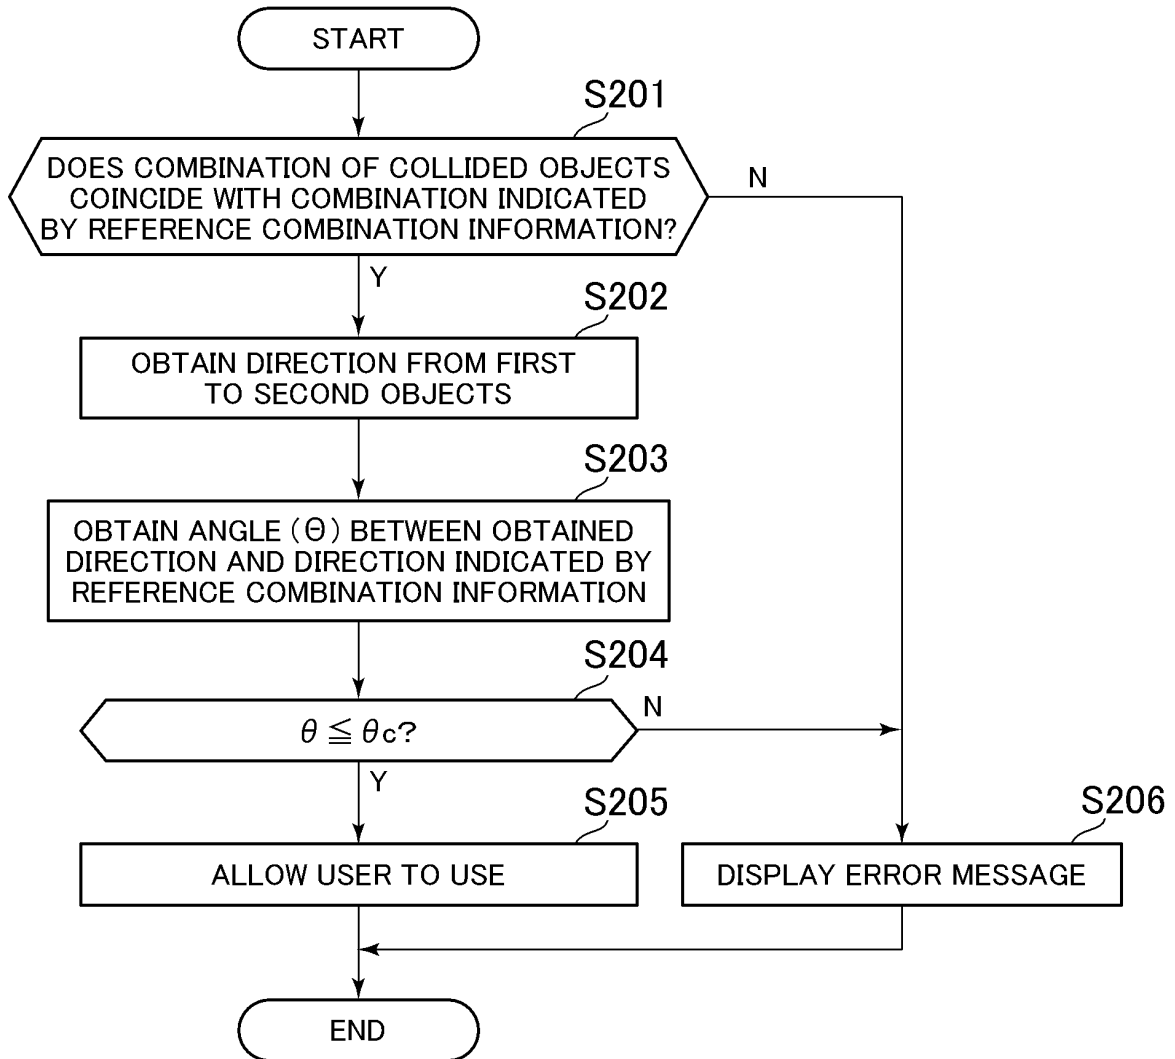 START
S201
DOES COMBINATION OF COLLIDED OBJECTS
COINCIDE WITH COMBINATION INDICATED
BY REFERENCE COMBINATION INFORMATION?
N
Y
S202
OBTAIN DIRECTION FROM FIRST
TO SECOND OBJECTS
S203
OBTAIN ANGLE (Θ) BETWEEN OBTAINED
DIRECTION AND DIRECTION INDICATED BY
REFERENCE COMBINATION INFORMATION
S204
θ ≦ θc?
N
Y
S205
ALLOW USER TO USE
S206
DISPLAY ERROR MESSAGE
END